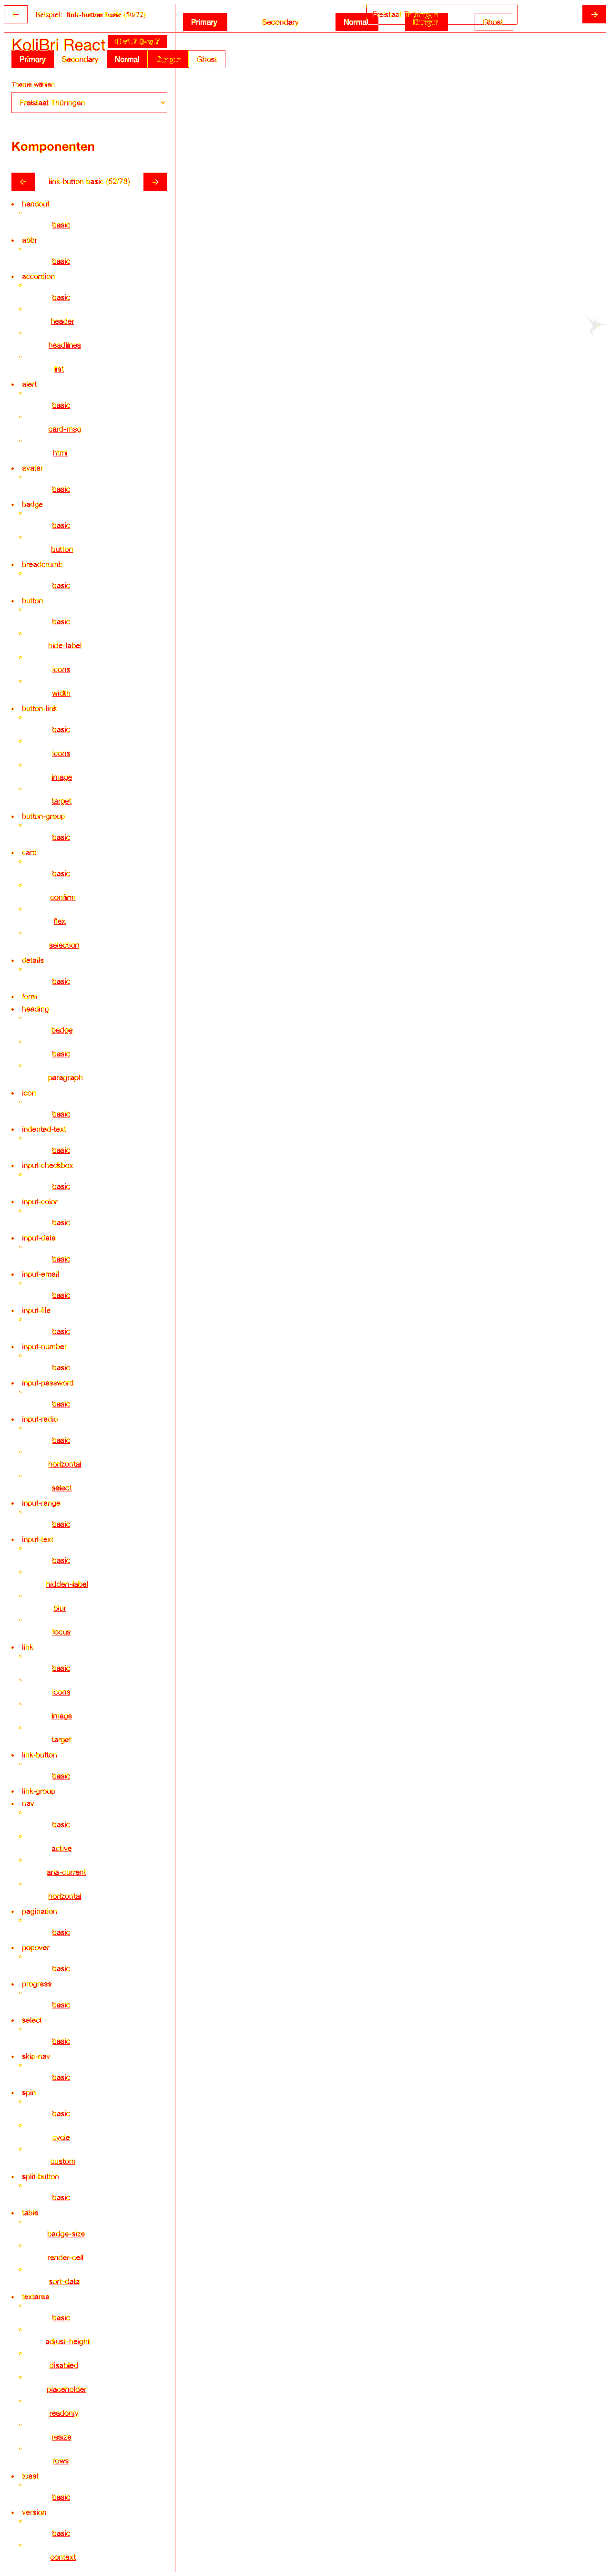 ← Beispiel: link-button basic (50/72) Primary Secondary Normal Danger Ghost Freistaat Thüringen →
KoliBri React v1.7.0-rc.7
Primary Secondary Normal Danger Ghost
Theme wählen
Freistaat Thüringen
Komponenten
← link-button basic (52/78) →
handout
basic
abbr
basic
accordion
basic
header
headlines
list
alert
basic
card-msg
html
avatar
basic
badge
basic
button
breadcrumb
basic
button
basic
hide-label
icons
width
button-link
basic
icons
image
target
button-group
basic
card
basic
confirm
flex
selection
details
basic
form
heading
badge
basic
paragraph
icon
basic
indented-text
basic
input-checkbox
basic
input-color
basic
input-date
basic
input-email
basic
input-file
basic
input-number
basic
input-password
basic
input-radio
basic
horizontal
select
input-range
basic
input-text
basic
hidden-label
blur
focus
link
basic
icons
image
target
link-button
basic
link-group
nav
basic
active
aria-current
horizontal
pagination
basic
popover
basic
progress
basic
select
basic
skip-nav
basic
spin
basic
cycle
custom
split-button
basic
table
badge-size
render-cell
sort-data
textarea
basic
adjust-height
disabled
placeholder
readonly
resize
rows
toast
basic
version
basic
context